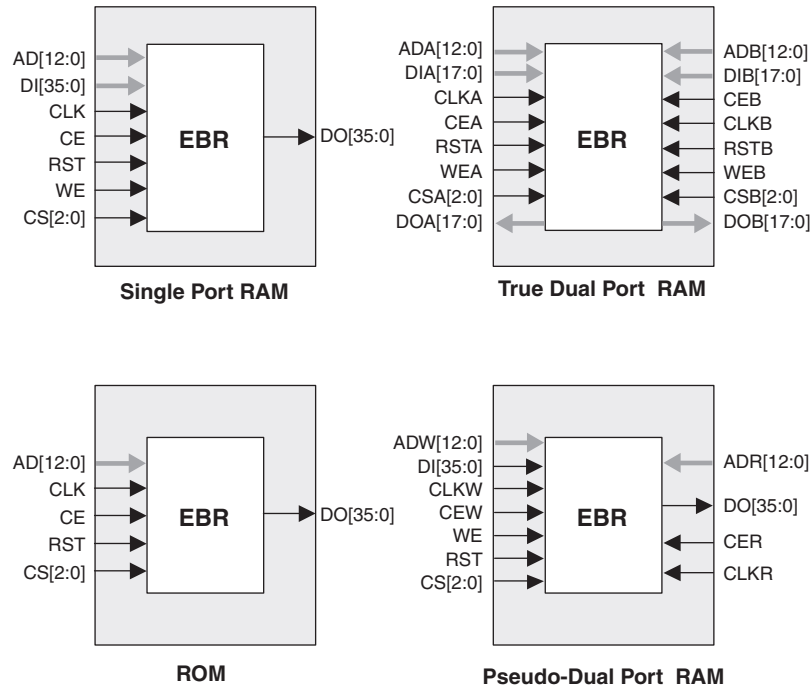 AD[12:0]
DI[35:0]
CLK
CE
RST
WE
CS[2:0]
EBR
DO[35:0]
Single Port RAM
ADA[12:0]
DIA[17:0]
CLKA
CEA
RSTA
WEA
CSA[2:0]
DOA[17:0]
EBR
ADB[12:0]
DIB[17:0]
CEB
CLKB
RSTB
WEB
CSB[2:0]
DOB[17:0]
True Dual Port RAM
AD[12:0]
CLK
CE
RST
CS[2:0]
EBR
DO[35:0]
ROM
ADW[12:0]
DI[35:0]
CLKW
CEW
WE
RST
CS[2:0]
EBR
ADR[12:0]
DO[35:0]
CER
CLKR
Pseudo-Dual Port RAM